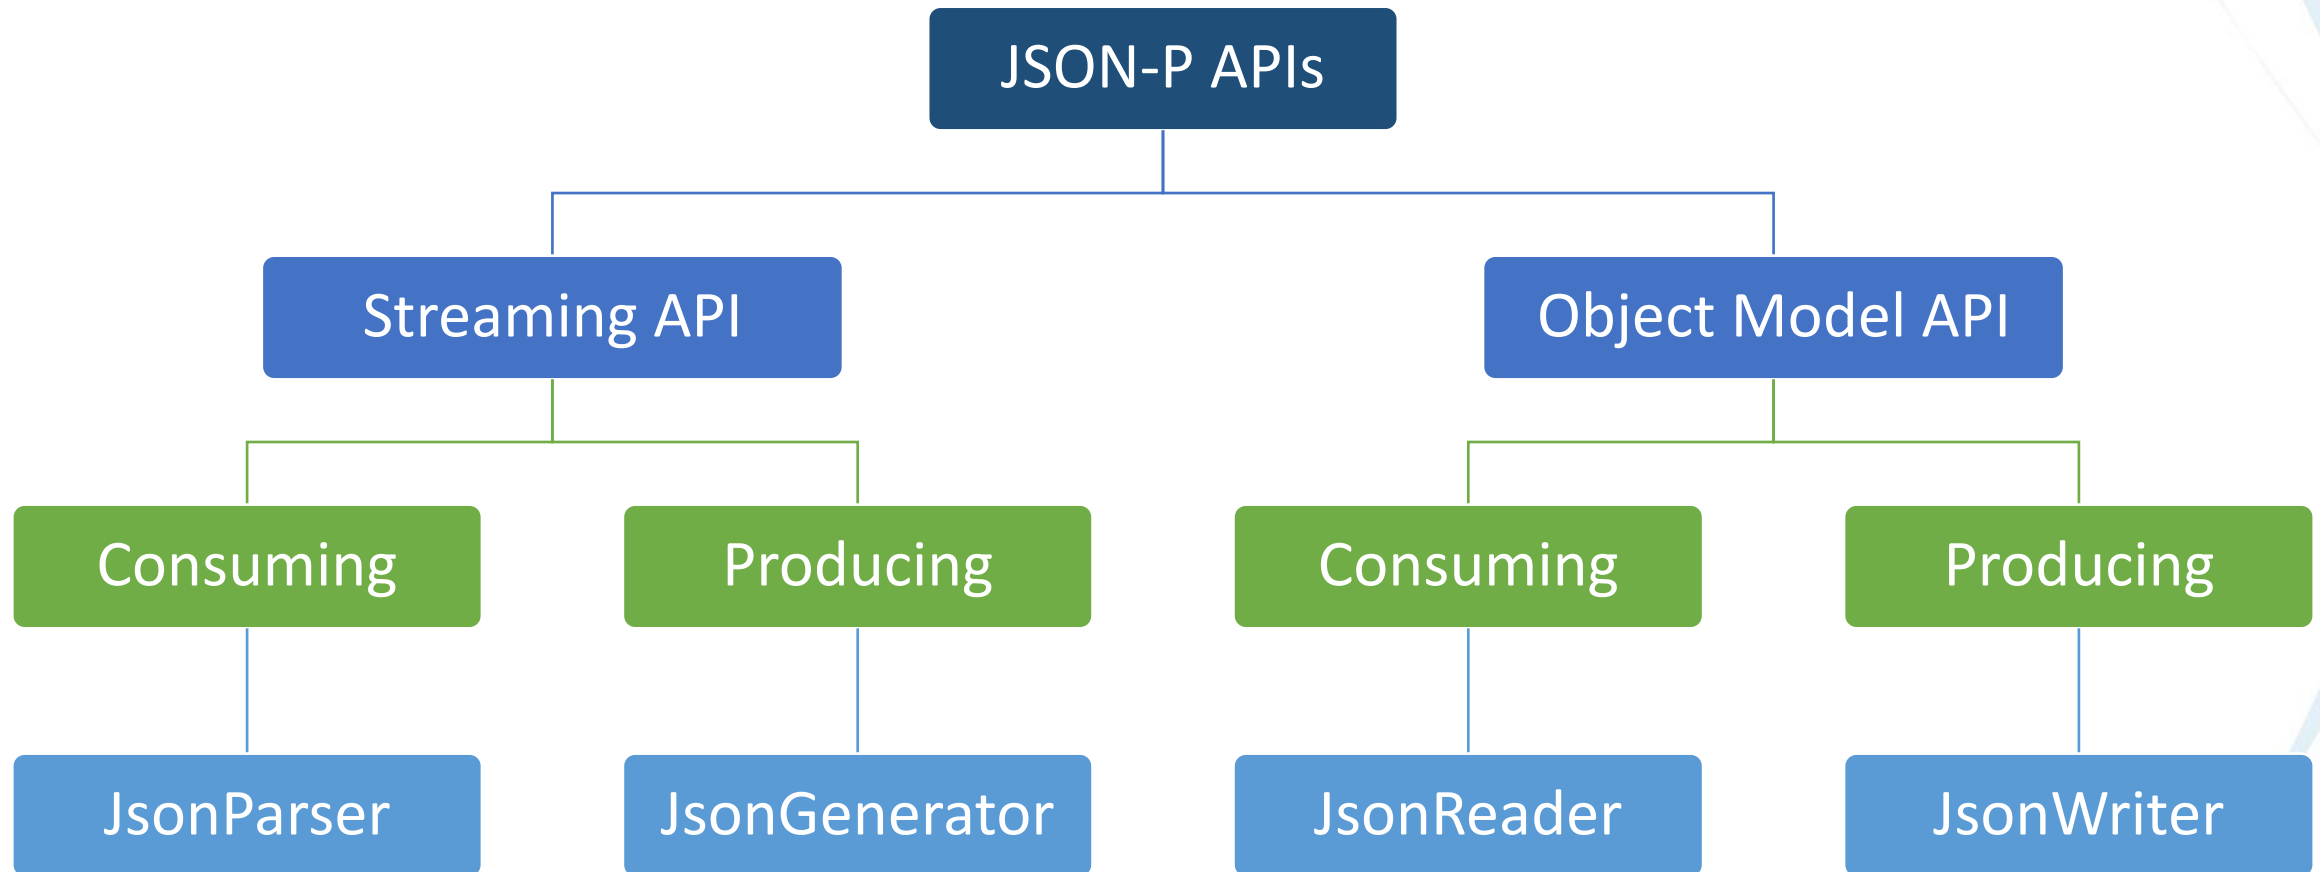 JSON-P APIs
Streaming API
Object Model API
Consuming
Producing
Consuming
Producing
JsonParser
JsonGenerator
JsonReader
JsonWriter